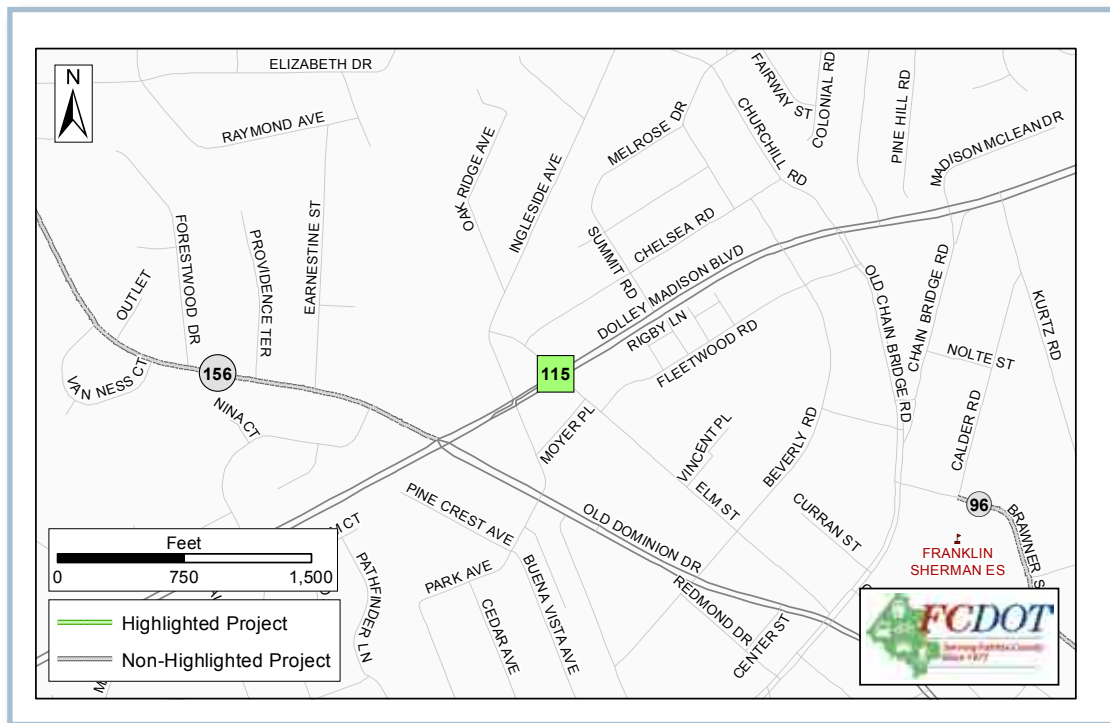 ELIZABETH DR
N
RAYMOND AVE
OAK RIDGE AVE
INGLESIDE AVE
MELROSE DR
FAIRWAY ST
COLONIAL RD
CHURCHILL RD
PINE HILL RD
MADISON MCLEAN DR
FORESTWOOD DR
PROVIDENCE TER
EARNESTINE ST
OUTLET
SUMMIT RD
CHELSEA RD
DOLLEY MADISON BLVD
RIGBY LN
FLEETWOOD RD
OLD CHAIN BRIDGE RD
CHAIN BRIDGE RD
KURTZ RD
NOLTE ST
VAN NESS CT
156
115
NINA CT
MOYER PL
VINCENT PL
BEVERLY RD
CALDER RD
ELM ST
CURRAN ST
PINE CREST AVE
OLD DOMINION DR
96
BRAWNER S
FRANKLIN
SHERMAN ES
M CT
PATHFINDER LN
PARK AVE
CEDAR AVE
BUENA VISTA AVE
REDMOND DR
CENTER ST
Feet
0 750 1,500
Highlighted Project
Non-Highlighted Project
FCDOT
Serving Fairfax County